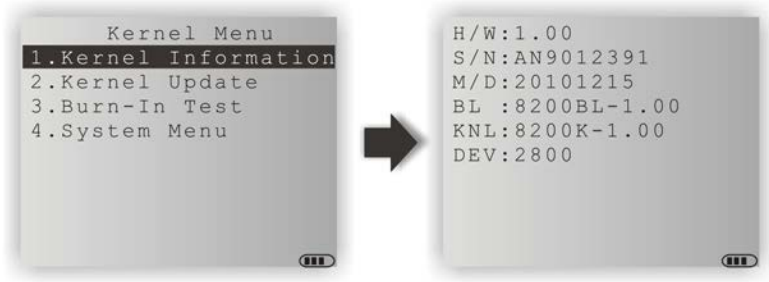 Kernel Menu
1.Kernel Information
2.Kernel Update
3.Burn-In Test
4.System Menu
H/W:1.00
S/N:AN9012391
M/D:20101215
BL :8200BL-1.00
KNL:8200K-1.00
DEV:2800